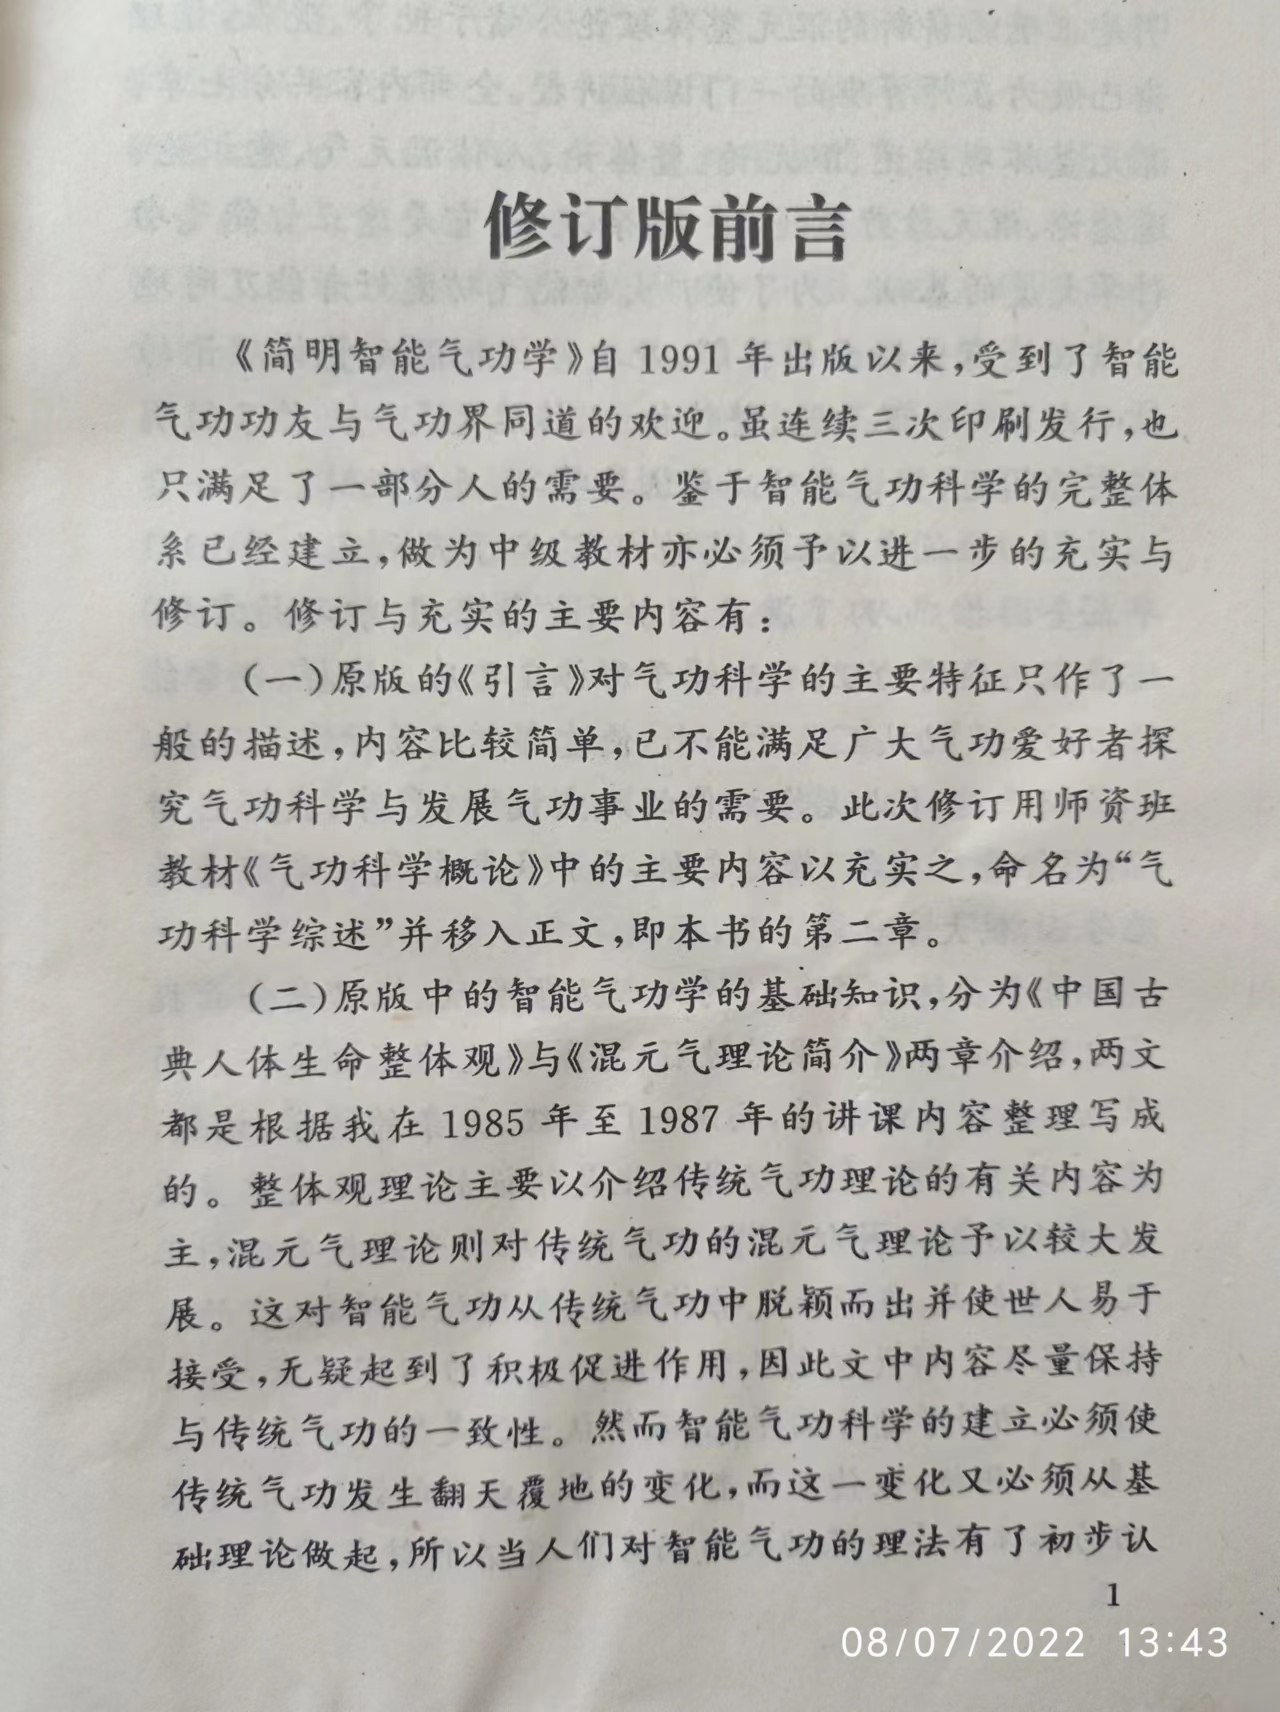 修订版前言
《简明智能气功学》自1991年出版以来,受到了智能
气功功友与气功界同道的欢迎。虽连续三次印刷发行,也
只满足了一部分人的需要。鉴于智能气功科学的完整体
系已经建立,做为中级教材亦必须予以进一步的充实与
修订。修订与充实的主要内容有:
(一)原版的《引言》对气功科学的主要特征只作了一
般的描述,内容比较简单,已不能满足广大气功爱好者探
究气功科学与发展气功事业的需要。此次修订用师资班
教材《气功科学概论》中的主要内容以充实之,命名为“气
功科学综述”并移入正文,即本书的第二章。
(二)原版中的智能气功学的基础知识,分为《中国古
典人体生命整体观》与《混元气理论简介》两章介绍,两文
都是根据我在1985年至1987年的讲课内容整理写成
的。整体观理论主要以介绍传统气功理论的有关内容为
主,混元气理论则对传统气功的混元气理论予以较大发
展。这对智能气功从传统气功中脱颖而出并使世人易于
接受,无疑起到了积极促进作用,因此文中内容尽量保持
与传统气功的一致性。然而智能气功科学的建立必须使
传统气功发生翻天覆地的变化,而这一变化又必须从基
础理论做起,所以当人们对智能气功的理法有了初步认
1
08/07/2022 13:43